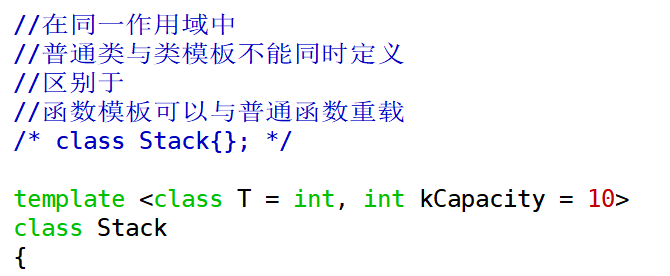 //在同一作用域中
//普通类与类模板不能同时定义
//区别于
//函数模板可以与普通函数重载
/* class Stack{}; */
template <class T = int, int kCapacity = 10>
class Stack
{